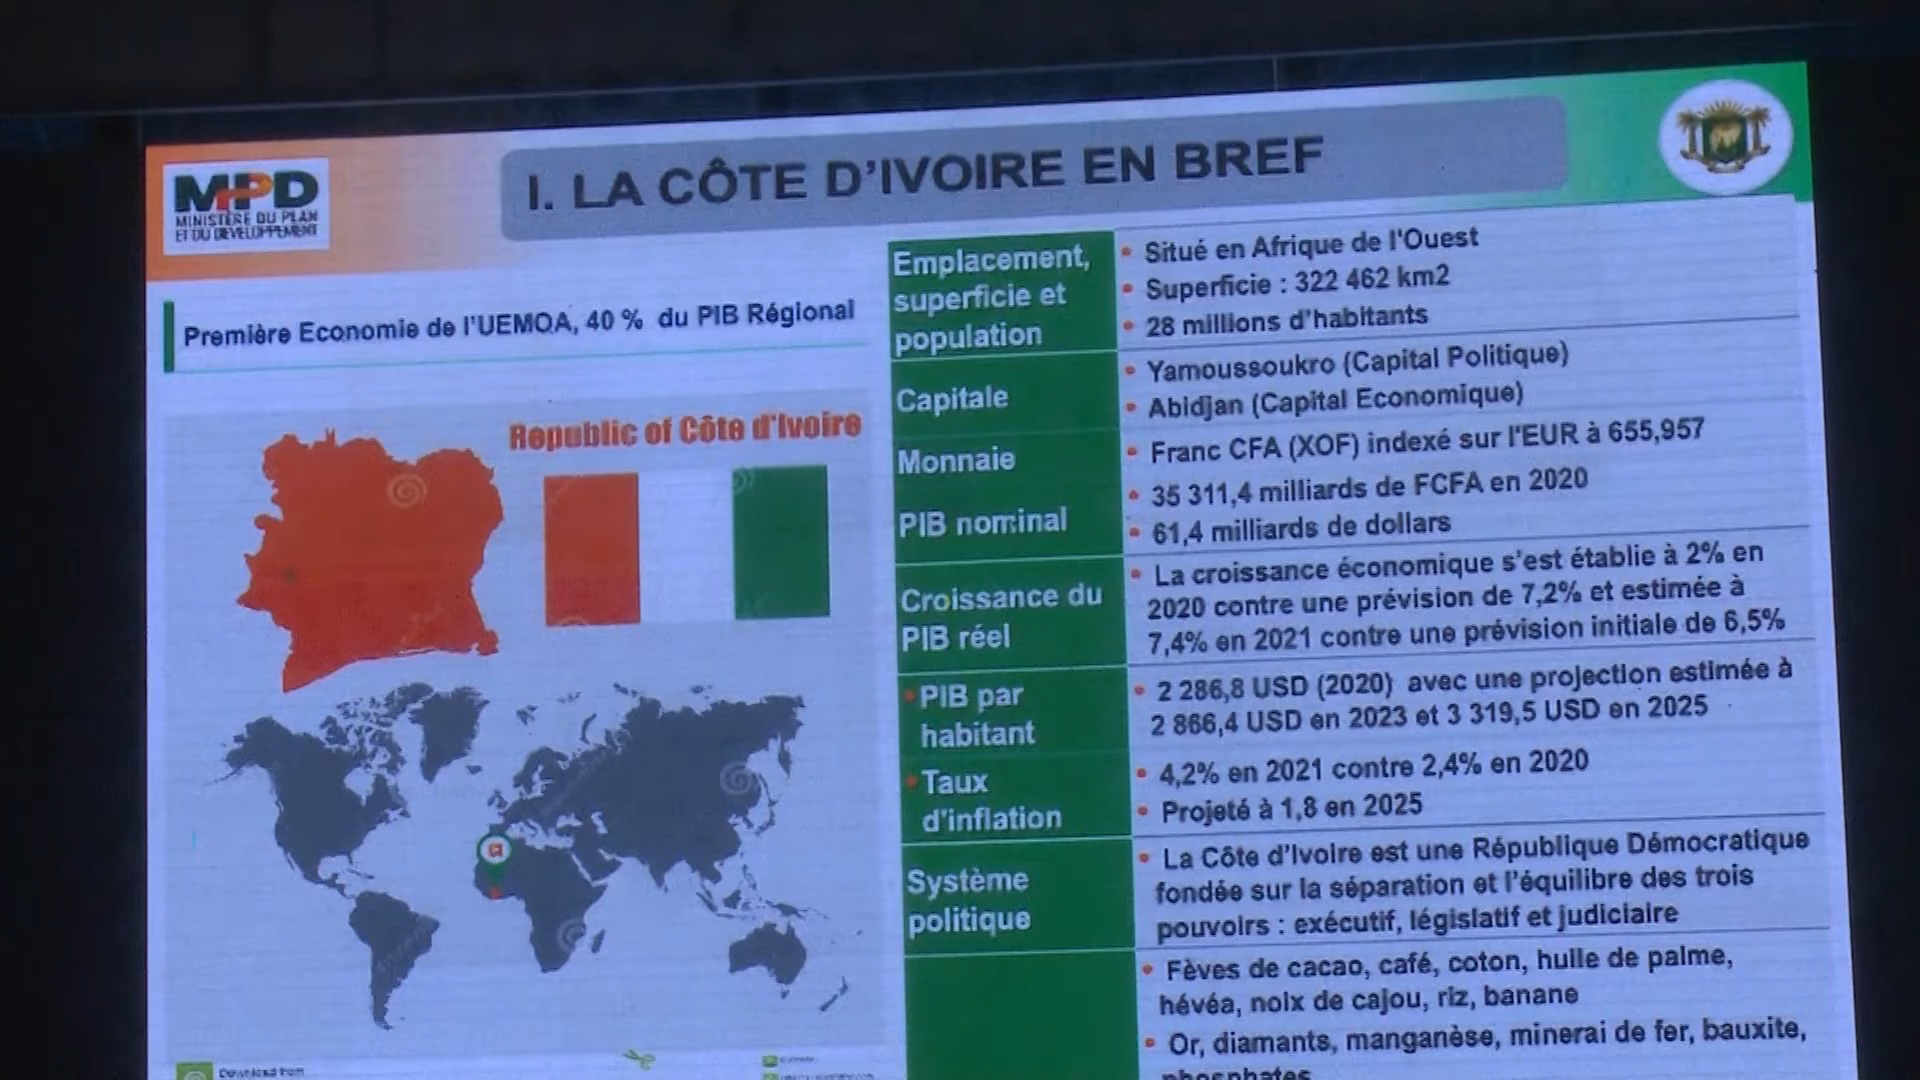 MPD
MINISTÈRE DU PLAN
ET DU DEVELOPPEMENT
I. LA CÔTE D'IVOIRE EN BREF
Première Economie de l'UEMOA, 40 % du PIB Régional
Republic of Côte d'Ivoire
Download from
Emplacement,
superficie et
population
• Situé en Afrique de l'Ouest
• Superficie : 322 462 km2
• 28 millions d'habitants
Capitale
• Yamoussoukro (Capital Politique)
• Abidjan (Capital Economique)
Monnaie
• Franc CFA (XOF) indexé sur l'EUR à 655,957
PIB nominal
• 35 311,4 milliards de FCFA en 2020
• 61,4 milliards de dollars
Croissance du
PIB réel
• La croissance économique s'est établie à 2% en
2020 contre une prévision de 7,2% et estimée à
7,4% en 2021 contre une prévision initiale de 6,5%
• PIB par
habitant
• 2 286,8 USD (2020) avec une projection estimée à
2 866,4 USD en 2023 et 3 319,5 USD en 2025
• Taux
d'inflation
• 4,2% en 2021 contre 2,4% en 2020
• Projeté à 1,8 en 2025
Système
politique
• La Côte d'Ivoire est une République Démocratique
fondée sur la séparation et l'équilibre des trois
pouvoirs : exécutif, législatif et judiciaire
• Fèves de cacao, café, coton, huile de palme,
hévéa, noix de cajou, riz, banane
• Or, diamants, manganèse, minerai de fer, bauxite,
phosphates